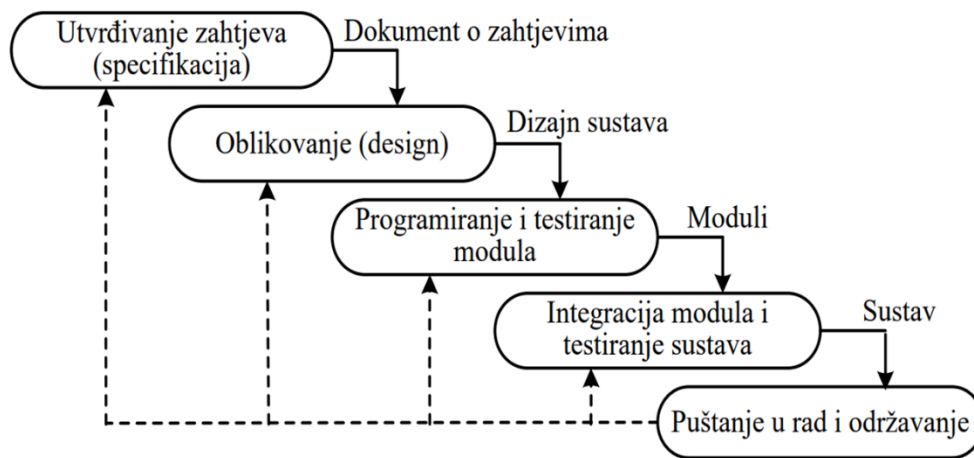 Utvrđivanje zahtjeva
(specifikacija)
Dokument o zahtjevima
Oblikovanje (design)
Dizajn sustava
Programiranje i testiranje
modula
Moduli
Integracija modula i
testiranje sustava
Sustav
Puštanje u rad i održavanje